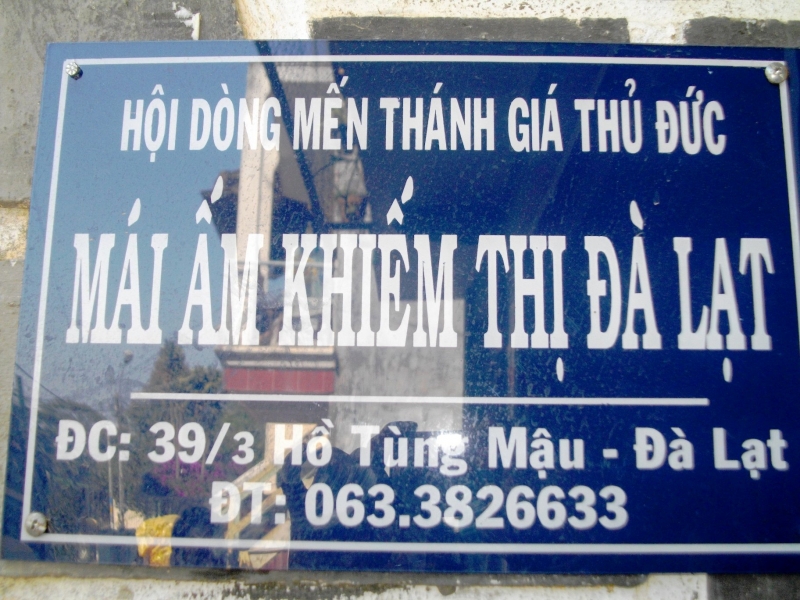 HỘI DÒNG MẾN THÁNH GIÁ THỦ ĐỨC
MÁI ẤM KHIẾM THỊ ĐÀ LẠT
ĐC: 39/3 Hồ Tùng Mậu - Đà Lạt
ĐT: 063.3826633